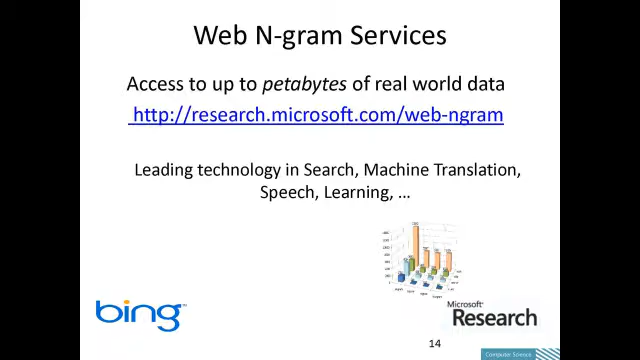 Web N-gram Services
Access to up to petabytes of real world data
http://research.microsoft.com/web-ngram
Leading technology in Search, Machine Translation,
Speech, Learning, ...
bing™
Microsoft®
Research
14
Computer Science